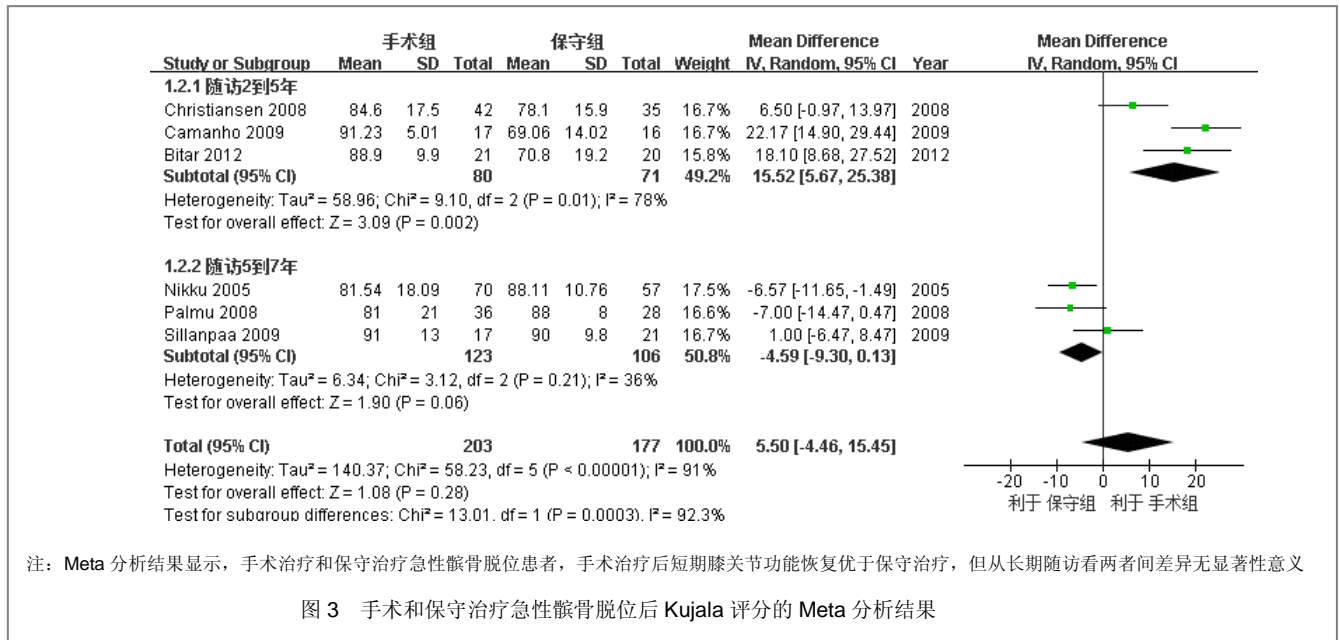 手术组 保守组 Mean Difference Mean Difference
Study or Subgroup Mean SD Total Mean SD Total Weight IV, Random, 95% CI Year IV, Random, 95% CI
1.2.1 随访2到5年
Christiansen 2008 84.6 17.5 42 78.1 15.9 35 16.7% 6.50 [-0.97, 13.97] 2008
Camanho 2009 91.23 5.01 17 69.06 14.02 16 16.7% 22.17 [14.90, 29.44] 2009
Bitar 2012 88.9 9.9 21 70.8 19.2 20 15.8% 18.10 [8.68, 27.52] 2012
Subtotal (95% CI) 80 71 49.2% 15.52 [5.67, 25.38]
Heterogeneity: Tau² = 58.96; Chi² = 9.10, df = 2 (P = 0.01); I² = 78%
Test for overall effect: Z = 3.09 (P = 0.002)
1.2.2 随访5到7年
Nikku 2005 81.54 18.09 70 88.11 10.76 57 17.5% -6.57 [-11.65, -1.49] 2005
Palmu 2008 81 21 36 88 8 28 16.6% -7.00 [-14.47, 0.47] 2008
Sillanpaa 2009 91 13 17 90 9.8 21 16.7% 1.00 [-6.47, 8.47] 2009
Subtotal (95% CI) 123 106 50.8% -4.59 [-9.30, 0.13]
Heterogeneity: Tau² = 6.34; Chi² = 3.12, df = 2 (P = 0.21); I² = 36%
Test for overall effect: Z = 1.90 (P = 0.06)
Total (95% CI) 203 177 100.0% 5.50 [-4.46, 15.45]
Heterogeneity: Tau² = 140.37; Chi² = 58.23, df = 5 (P < 0.00001); I² = 91%
Test for overall effect: Z = 1.08 (P = 0.28)
Test for subgroup differences: Chi² = 13.01, df = 1 (P = 0.0003), I² = 92.3%
-20 -10 0 10 20
利于 保守组 利于 手术组
注：Meta 分析结果显示，手术治疗和保守治疗急性髌骨脱位患者，手术治疗后短期膝关节功能恢复优于保守治疗，但从长期随访看两者间差异无显著性意义
图 3 手术和保守治疗急性髌骨脱位后 Kujala 评分的 Meta 分析结果